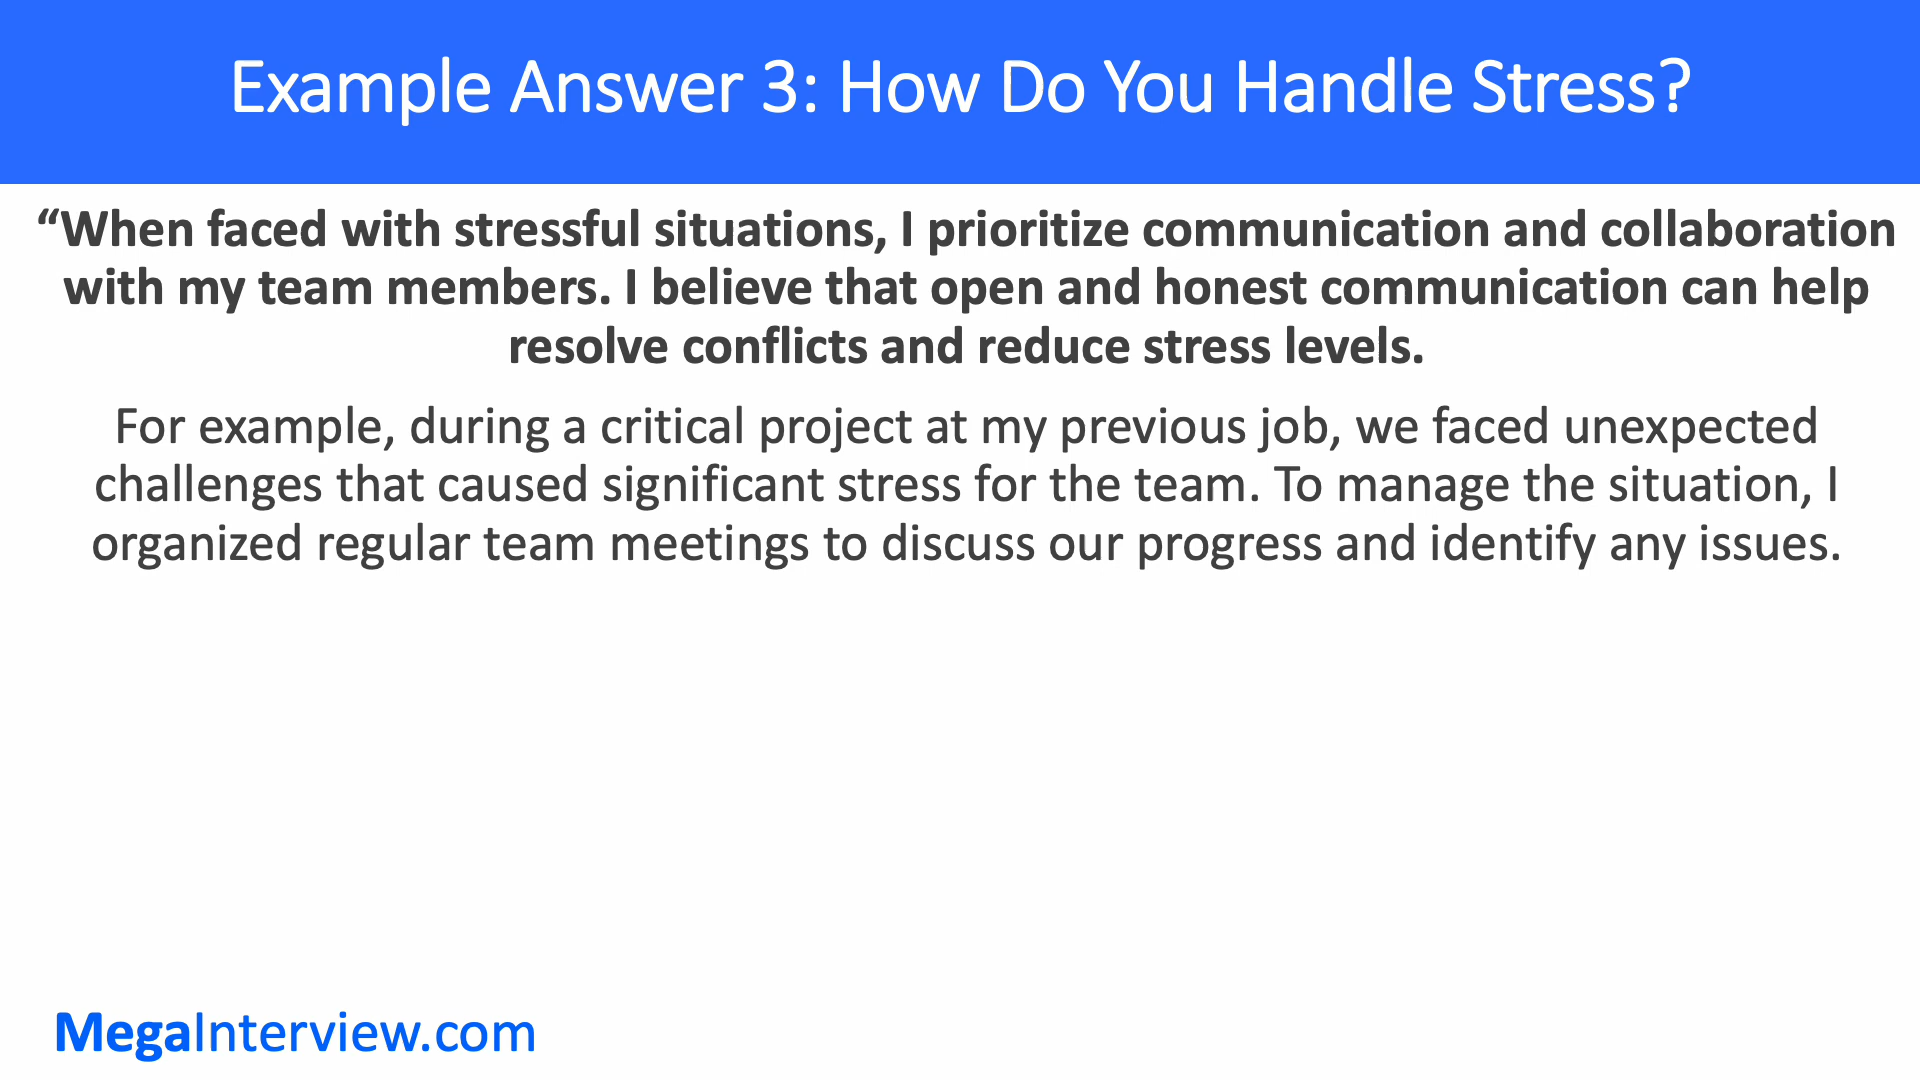 Example Answer 3: How Do You Handle Stress?
“When faced with stressful situations, I prioritize communication and collaboration
with my team members. I believe that open and honest communication can help
resolve conflicts and reduce stress levels.
For example, during a critical project at my previous job, we faced unexpected
challenges that caused significant stress for the team. To manage the situation, I
organized regular team meetings to discuss our progress and identify any issues.
MegaInterview.com